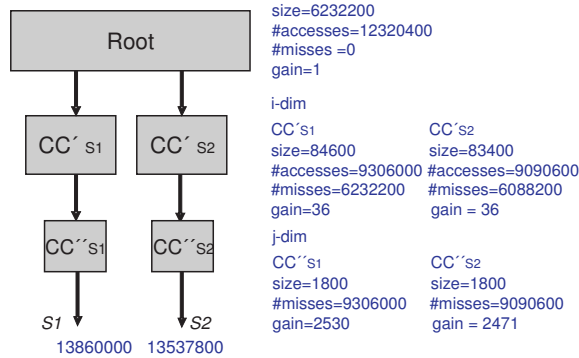 Root
size=6232200
#accesses=12320400
#misses =0
gain=1
i-dim
CC´ S1
CC´ S2
CC´S1 CC´S2
size=84600 size=83400
#accesses=9306000 #accesses=9090600
#misses=6232200 #misses=6088200
gain=36 gain = 36
j-dim
CC´´S1
CC´´S2
CC´´S1 CC´´S2
size=1800 size=1800
#misses=9306000 #misses=9090600
gain=2530 gain = 2471
S1 S2
13860000 13537800